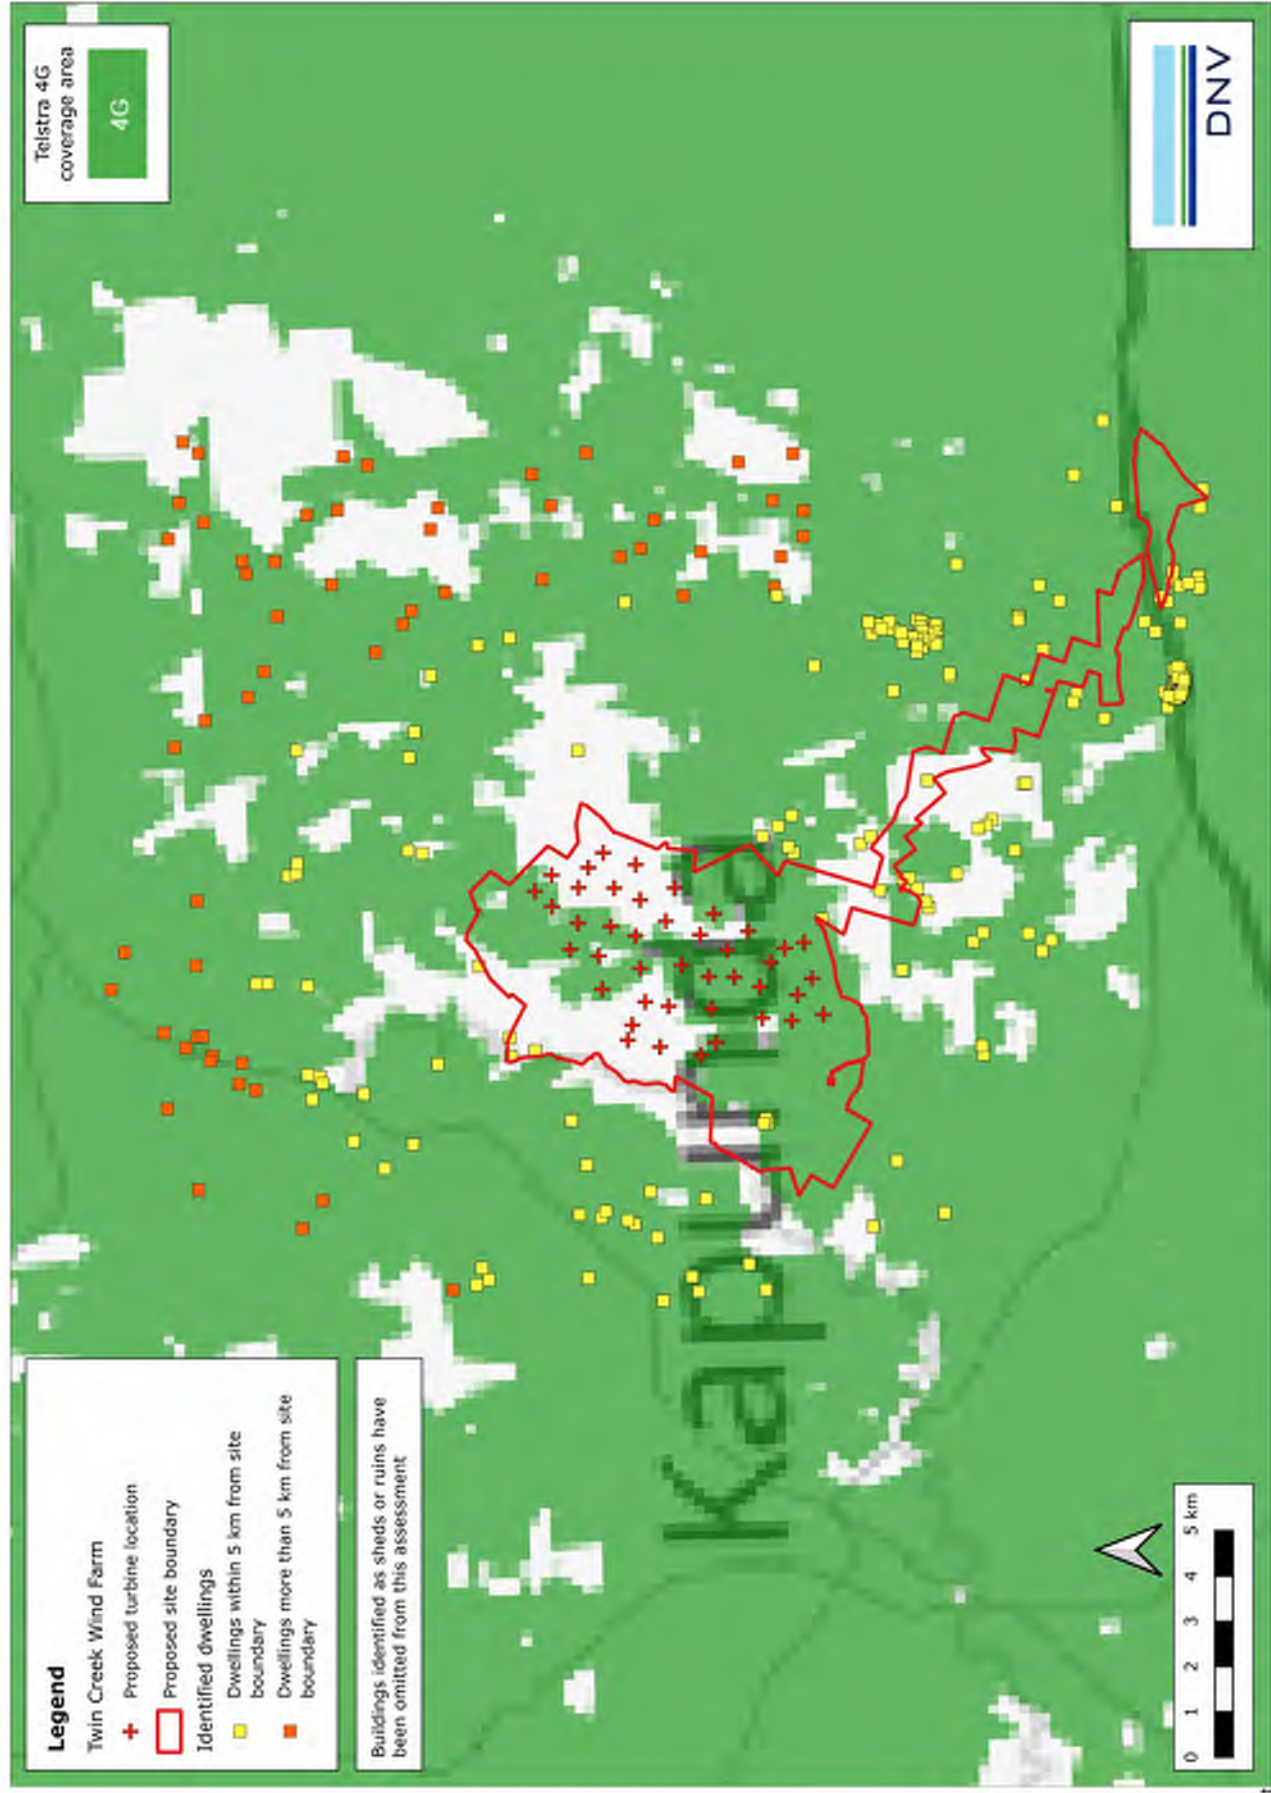 Legend
Twin Creek Wind Farm
Proposed turbine location
Proposed site boundary
Identified dwellings
Dwellings within 5 km from site
boundary
Dwellings more than 5 km from site
boundary
Buildings identified as sheds or ruins have
been omitted from this assessment
Telstra 4G
coverage area
4G
Kapunda
0 1 2 3 4 5 km
DNV